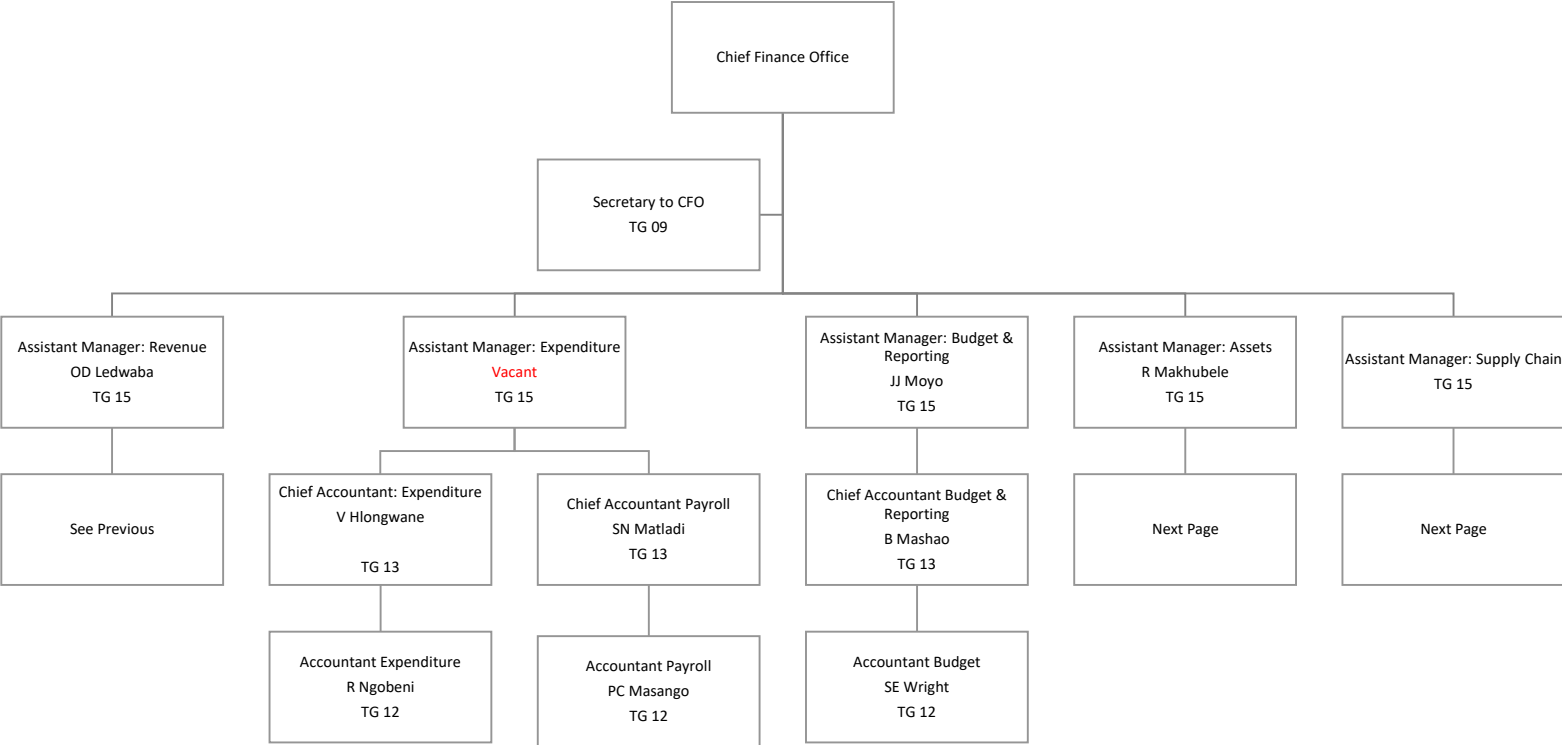 Chief Finance Office
Secretary to CFO
TG 09
Assistant Manager: Revenue
OD Ledwaba
TG 15
Assistant Manager: Expenditure
Vacant
TG 15
Assistant Manager: Budget &
Reporting
JJ Moyo
TG 15
Assistant Manager: Assets
R Makhubele
TG 15
Assistant Manager: Supply Chain
TG 15
See Previous
Chief Accountant: Expenditure
V Hlongwane
TG 13
Chief Accountant Payroll
SN Matladi
TG 13
Chief Accountant Budget &
Reporting
B Mashao
TG 13
Next Page
Next Page
Accountant Expenditure
R Ngobeni
TG 12
Accountant Payroll
PC Masango
TG 12
Accountant Budget
SE Wright
TG 12